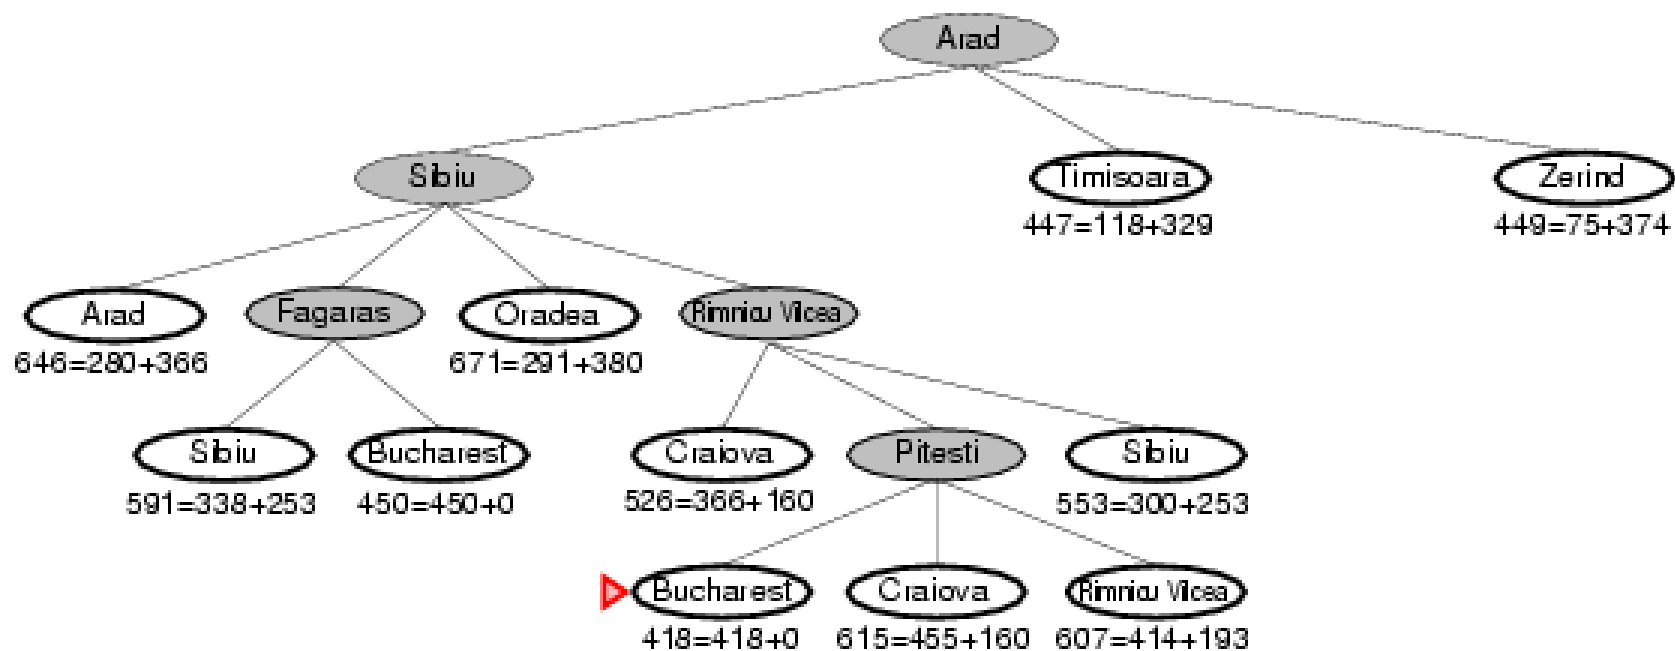 Arad
Sibiu
Timisoara
Zerind
447=118+329
449=75+374
Arad
Fagaras
Oradea
Rimnicu Vilcea
646=280+366
671=291+380
Sibiu
Bucharest
Craiova
Pitesti
Sibiu
591=338+253
450=450+0
526=366+160
553=300+253
Bucharest
Craiova
Rimnicu Vilcea
418=418+0
615=455+160
607=414+193